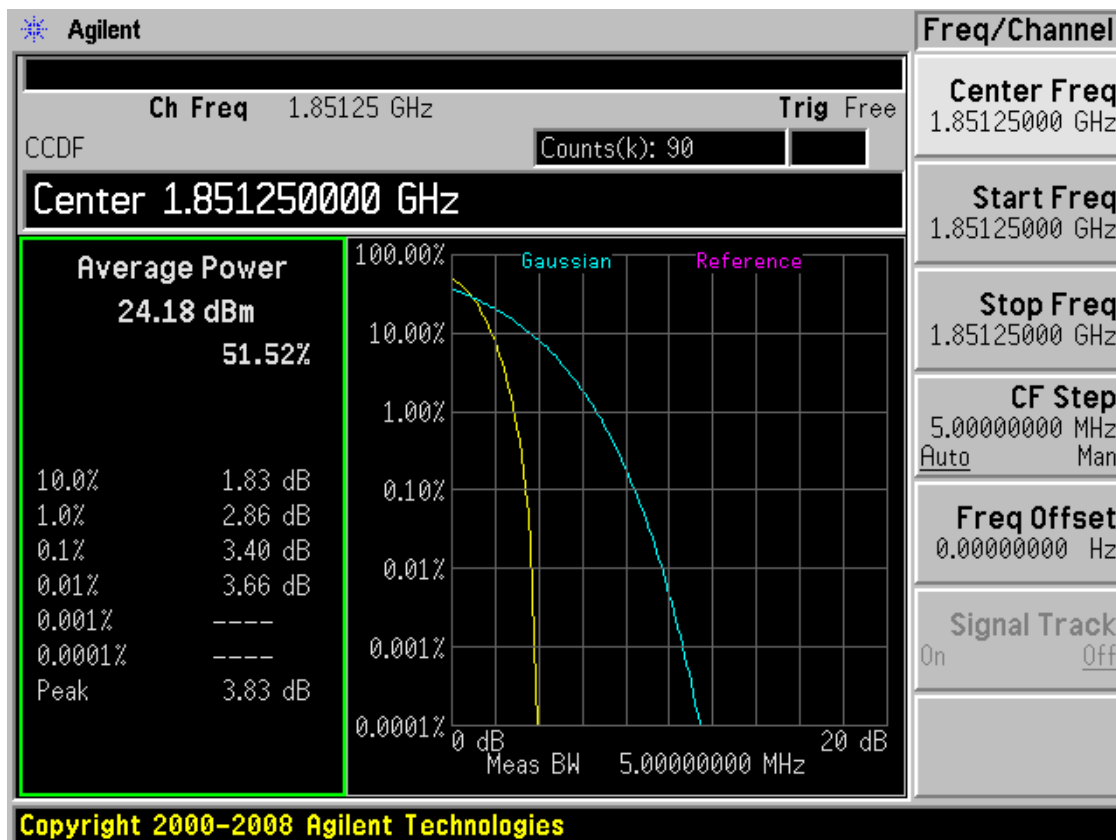 Agilent
Freq/Channel
Ch Freq 1.85125 GHz Trig Free
CCDF Counts(k): 90
Center 1.851250000 GHz
Average Power
24.18 dBm
51.52%
10.0% 1.83 dB
1.0% 2.86 dB
0.1% 3.40 dB
0.01% 3.66 dB
0.001% ----
0.0001% ----
Peak 3.83 dB
Gaussian Reference
100.00%
10.00%
1.00%
0.10%
0.01%
0.001%
0.0001%
0 dB 20 dB
Meas BW 5.00000000 MHz
Center Freq
1.85125000 GHz
Start Freq
1.85125000 GHz
Stop Freq
1.85125000 GHz
CF Step
5.00000000 MHz
Auto Man
Freq Offset
0.00000000 Hz
Signal Track
On Off
Copyright 2000-2008 Agilent Technologies